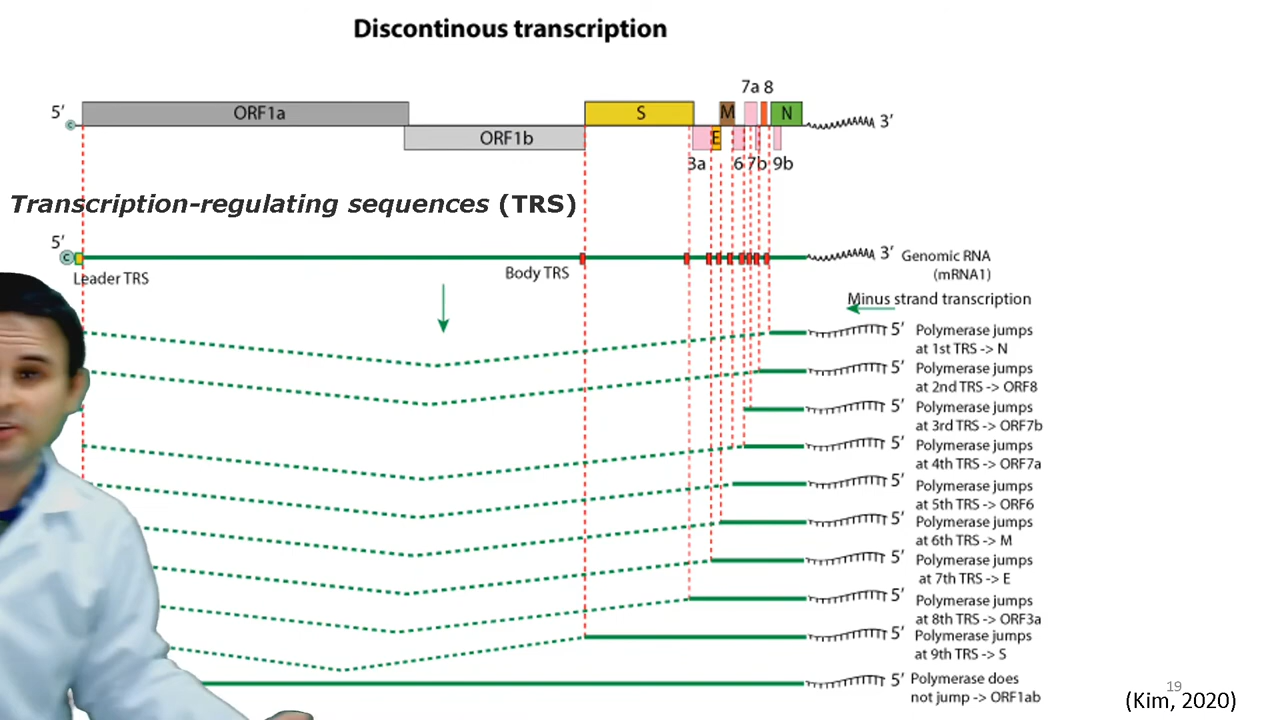 Discontinous transcription
7a 8
5’ ORF1a S M N 3’
c
ORF1b E
3a 6 7b 9b
Transcription-regulating sequences (TRS)
5’ 3’ Genomic RNA
C
(mRNA1)
Leader TRS Body TRS
Minus strand transcription
5’ Polymerase jumps
at 1st TRS -> N
5’ Polymerase jumps
at 2nd TRS -> ORF8
5’ Polymerase jumps
at 3rd TRS -> ORF7b
5’ Polymerase jumps
at 4th TRS -> ORF7a
5’ Polymerase jumps
at 5th TRS -> ORF6
5’ Polymerase jumps
at 6th TRS -> M
5’ Polymerase jumps
at 7th TRS -> E
5’ Polymerase jumps
at 8th TRS -> ORF3a
5’ Polymerase jumps
at 9th TRS -> S
5’ Polymerase does
not jump -> ORF1ab
19
(Kim, 2020)